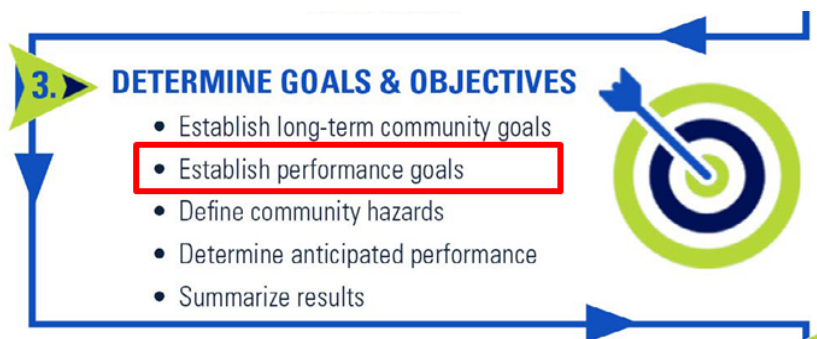 3.
DETERMINE GOALS & OBJECTIVES
• Establish long-term community goals
• Establish performance goals
• Define community hazards
• Determine anticipated performance
• Summarize results